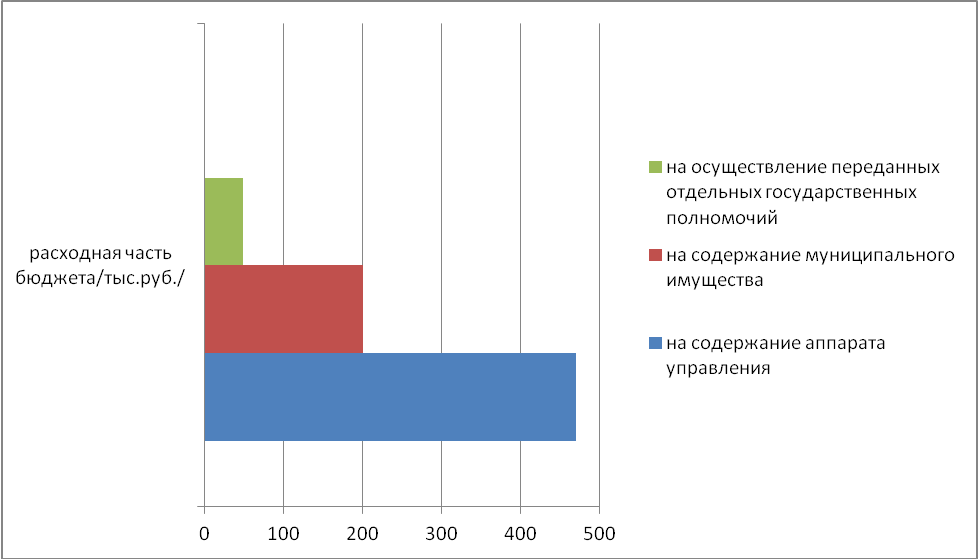 расходная часть
бюджета/тыс.руб./
0 100 200 300 400 500
на осуществление переданных
отдельных государственных
полномочий
на содержание муниципального
имущества
на содержание аппарата
управления